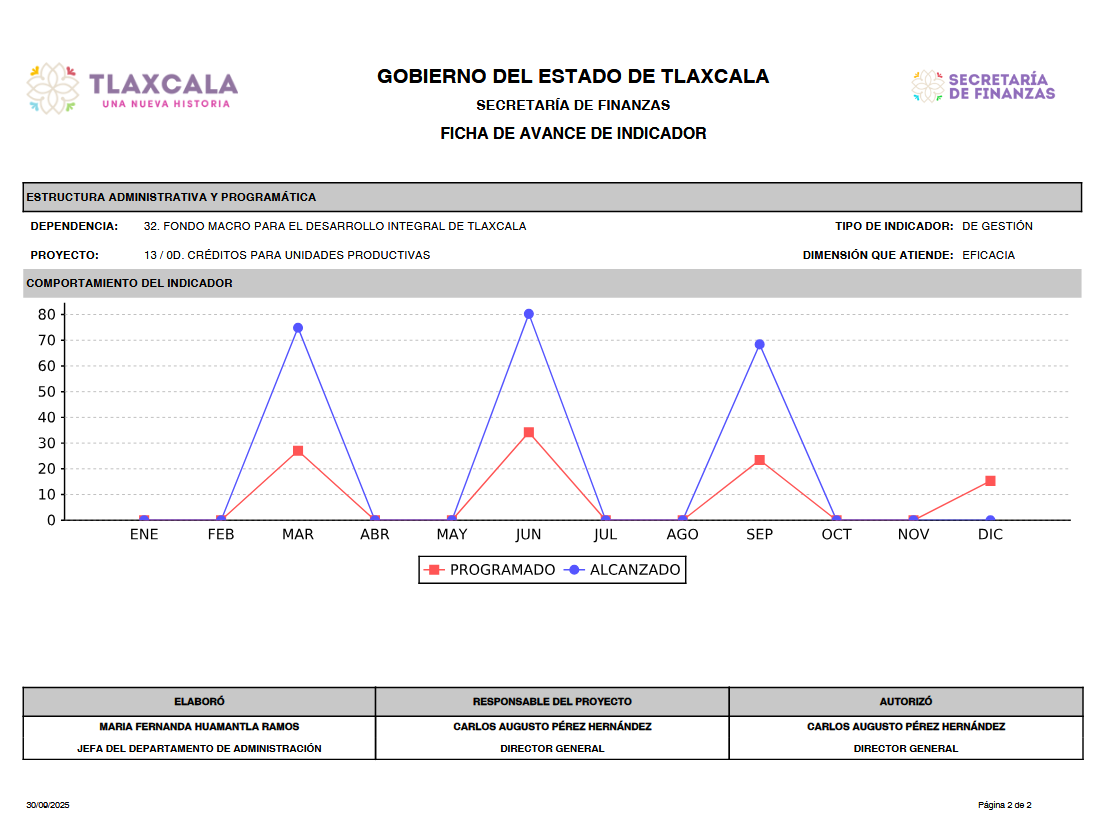 TLAXCALA
UNA NUEVA HISTORIA
GOBIERNO DEL ESTADO DE TLAXCALA
SECRETARÍA DE FINANZAS
FICHA DE AVANCE DE INDICADOR
SECRETARÍA
DE FINANZAS
ESTRUCTURA ADMINISTRATIVA Y PROGRAMÁTICA
DEPENDENCIA: 32. FONDO MACRO PARA EL DESARROLLO INTEGRAL DE TLAXCALA TIPO DE INDICADOR: DE GESTIÓN
PROYECTO: 13 / 0D. CRÉDITOS PARA UNIDADES PRODUCTIVAS DIMENSIÓN QUE ATIENDE: EFICACIA
COMPORTAMIENTO DEL INDICADOR
80
70
60
50
40
30
20
10
0
ENE FEB MAR ABR MAY JUN JUL AGO SEP OCT NOV DIC
PROGRAMADO ALCANZADO
ELABORÓ RESPONSABLE DEL PROYECTO AUTORIZÓ
MARIA FERNANDA HUAMANTLA RAMOS CARLOS AUGUSTO PÉREZ HERNÁNDEZ CARLOS AUGUSTO PÉREZ HERNÁNDEZ
JEFA DEL DEPARTAMENTO DE ADMINISTRACIÓN DIRECTOR GENERAL DIRECTOR GENERAL
30/09/2025 Página 2 de 2